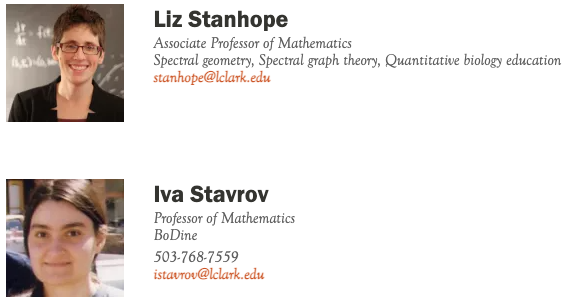 Liz Stanhope
Associate Professor of Mathematics
Spectral geometry, Spectral graph theory, Quantitative biology education
stanhope@lclark.edu
Iva Stavrov
Professor of Mathematics
BoDine
503-768-7559
istavrov@lclark.edu